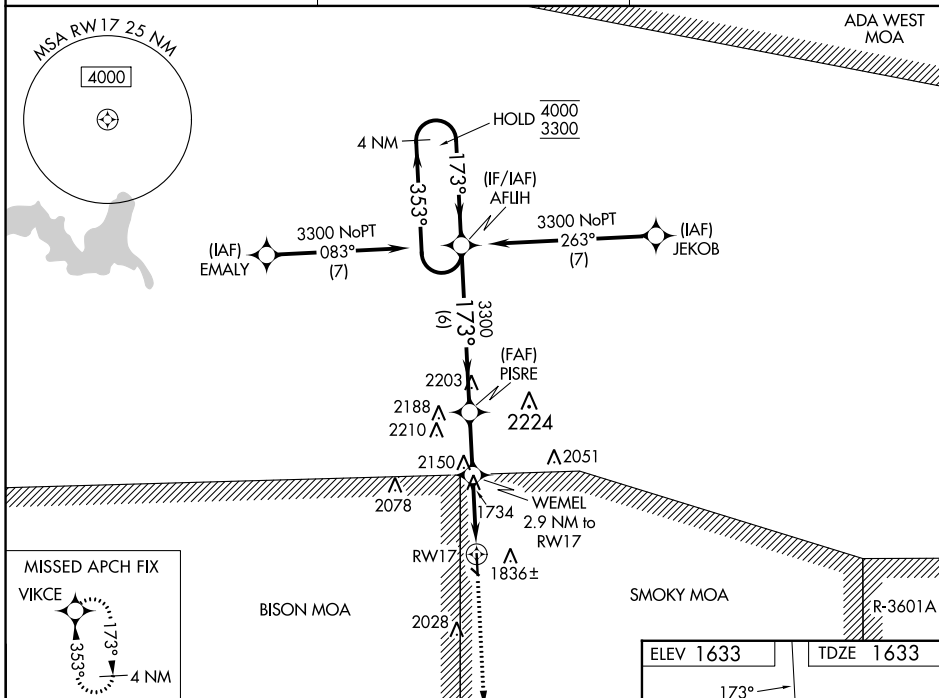 MSA RW17 25 NM
4000
ADA WEST
MOA
HOLD 4000
3300
4 NM
173°
353°
(IF/IAF)
AFLIH
3300 NoPT
083°
(7)
(IAF)
EMALY
3300 NoPT
263°
(7)
(IAF)
JEKOB
3300
173°
(6)
(FAF)
PISRE
2203
2188
2210
2224
2150
2051
2078
1734
WEMEL
2.9 NM to
RW17
RW17
1836±
MISSED APCH FIX
VIKCE
353°
173°
4 NM
BISON MOA
2028
SMOKY MOA
R-3601A
ELEV 1633
TDZE 1633
173°